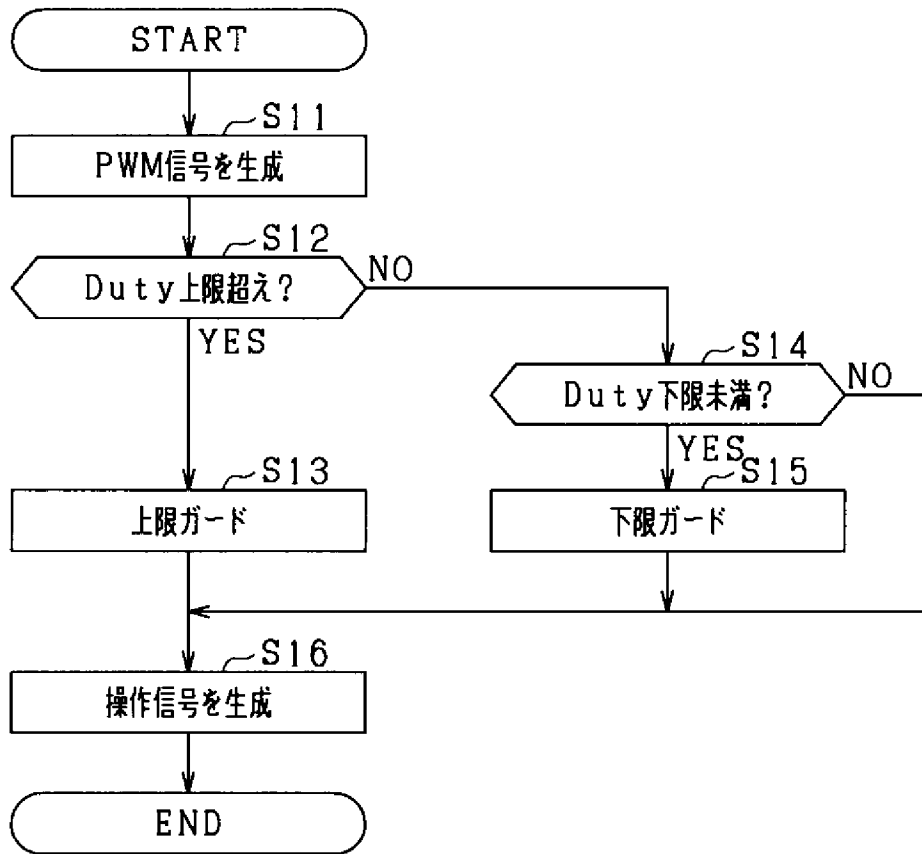 START
S11
PWM信号を生成
S12
Duty上限超え?
NO
YES
S14
Duty下限未満?
NO
YES
S13
上限ガード
S15
下限ガード
S16
操作信号を生成
END